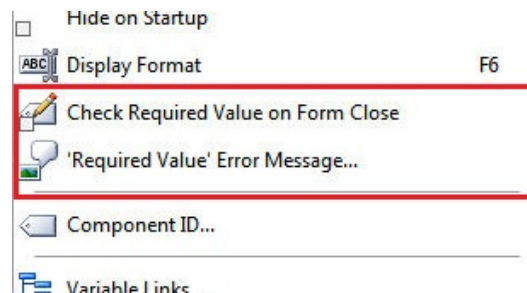 Hide on Startup
ABC Display Format F6
Check Required Value on Form Close
'Required Value' Error Message...
Component ID...
Variable Links...